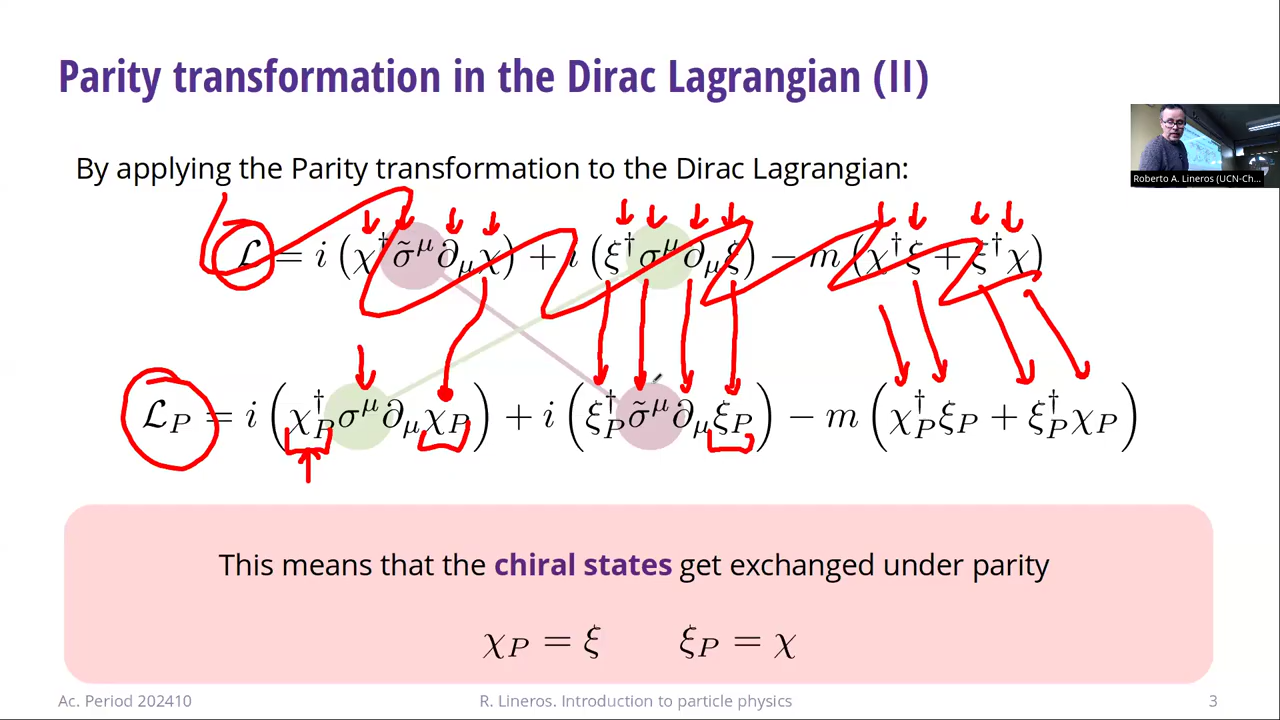 Parity transformation in the Dirac Lagrangian (II)
By applying the Parity transformation to the Dirac Lagrangian:
Roberto A. Lineros (UCN-Ch...
ℒ = i (χ† σ̃^μ ∂_μ χ) + i (ξ† σ^μ ∂_μ ξ) − m (χ†ξ + ξ†χ)
ℒ_P = i (χ_P† σ^μ ∂_μ χ_P) + i (ξ_P† σ̃^μ ∂_μ ξ_P) − m (χ_P† ξ_P + ξ_P† χ_P)
This means that the chiral states get exchanged under parity
χ_P = ξ ξ_P = χ
Ac. Period 202410 R. Lineros. Introduction to particle physics 3